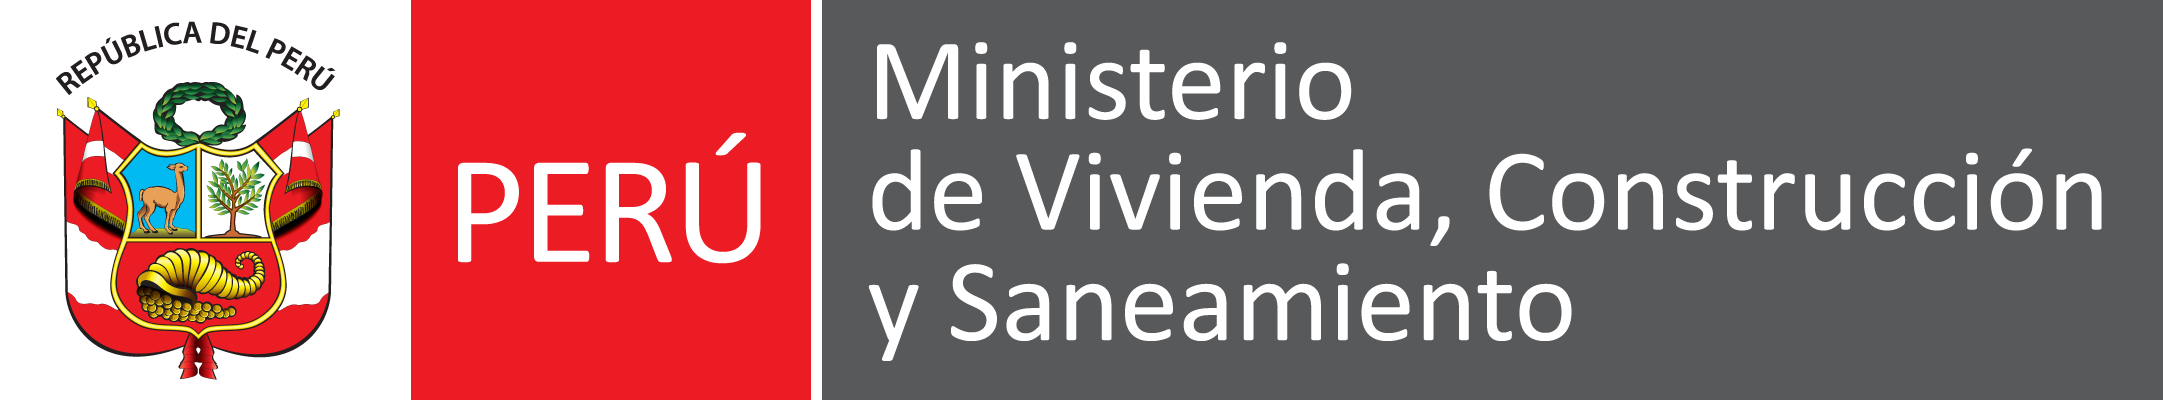 REPÚBLICA DEL PERÚ
PERÚ
Ministerio
de Vivienda, Construcción
y Saneamiento